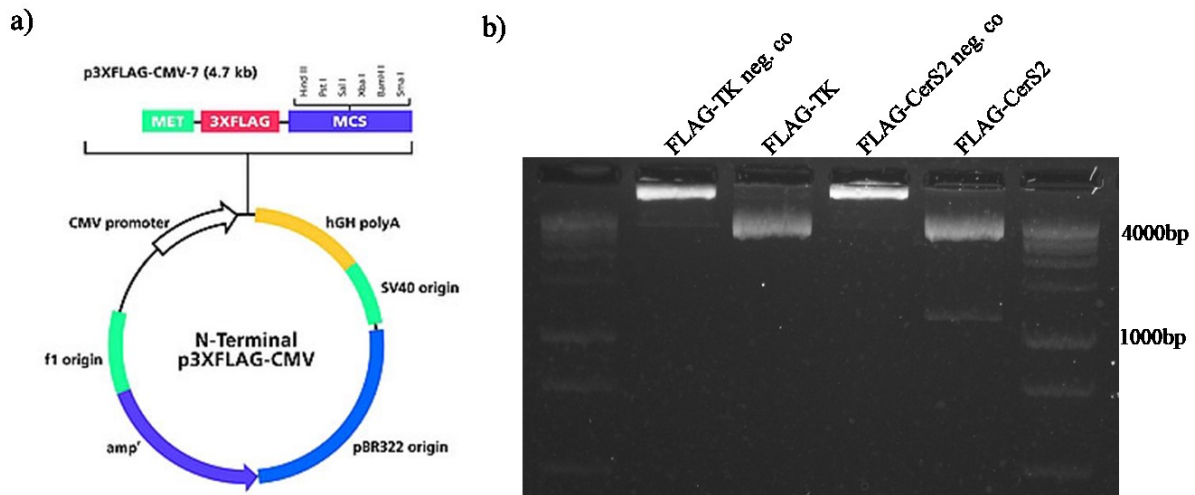 a)
b)
p3XFLAG-CMV-7 (4.7 kb)
Hind II
Pst I
Sal I
Xba I
BamH I
Sma I
MET
3XFLAG
MCS
CMV promoter
hGH polyA
SV40 origin
N-Terminal
p3XFLAG-CMV
f1 origin
ampʳ
pBR322 origin
FLAG-TK neg. co
FLAG-TK
FLAG-CerS2 neg. co
FLAG-CerS2
4000bp
1000bp